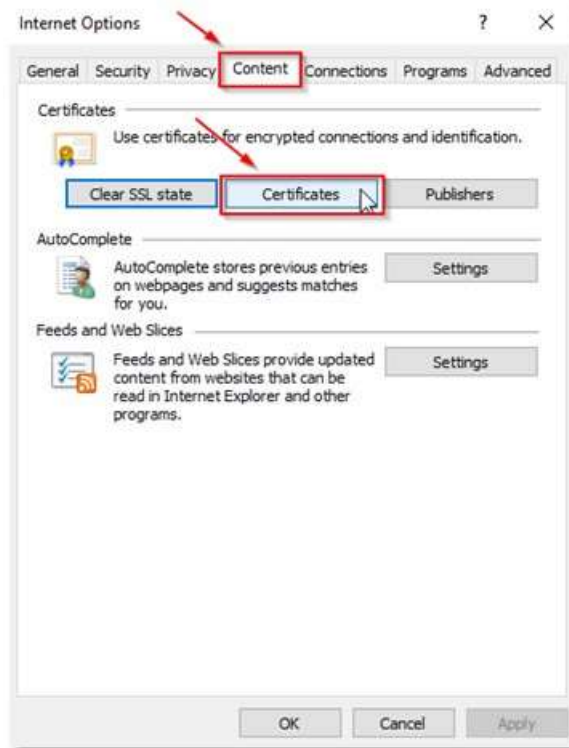 Internet Options ? ×
General Security Privacy Content Connections Programs Advanced
Certificates
Use certificates for encrypted connections and identification.
Clear SSL state Certificates Publishers
AutoComplete
AutoComplete stores previous entries
on webpages and suggests matches
for you.
Settings
Feeds and Web Slices
Feeds and Web Slices provide updated
content from websites that can be
read in Internet Explorer and other
programs.
Settings
OK Cancel Apply